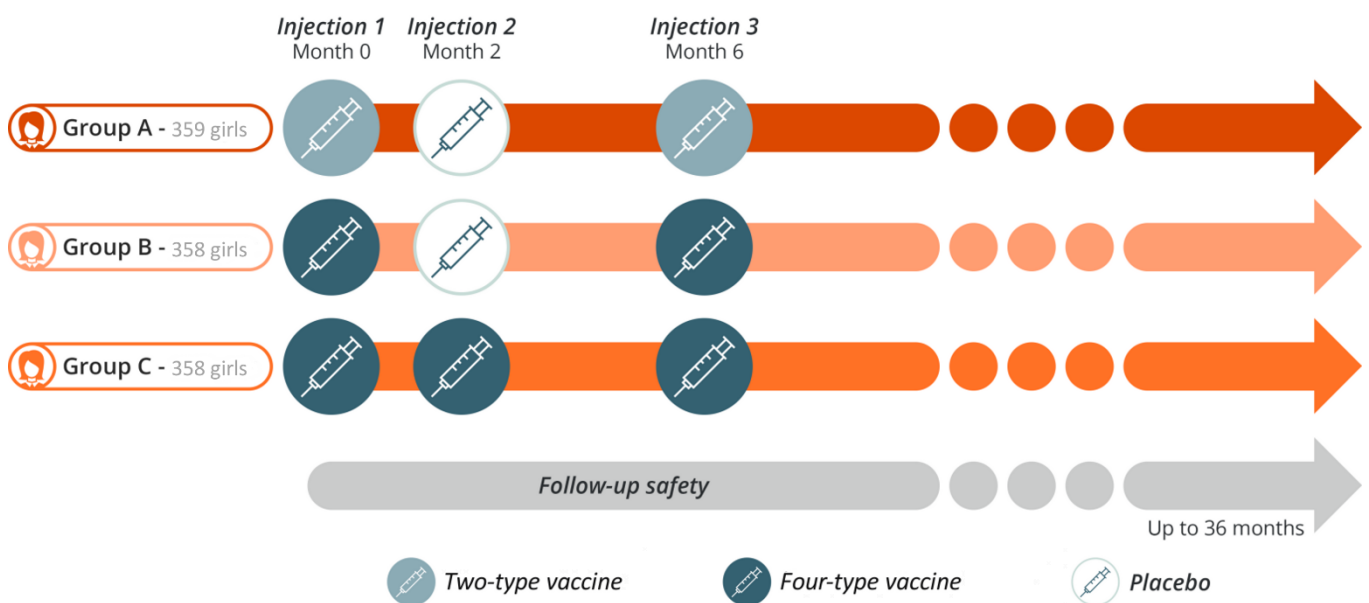 Injection 1 Injection 2 Injection 3
Month 0 Month 2 Month 6
Group A - 359 girls
Group B - 358 girls
Group C - 358 girls
Follow-up safety
Up to 36 months
Two-type vaccine Four-type vaccine Placebo